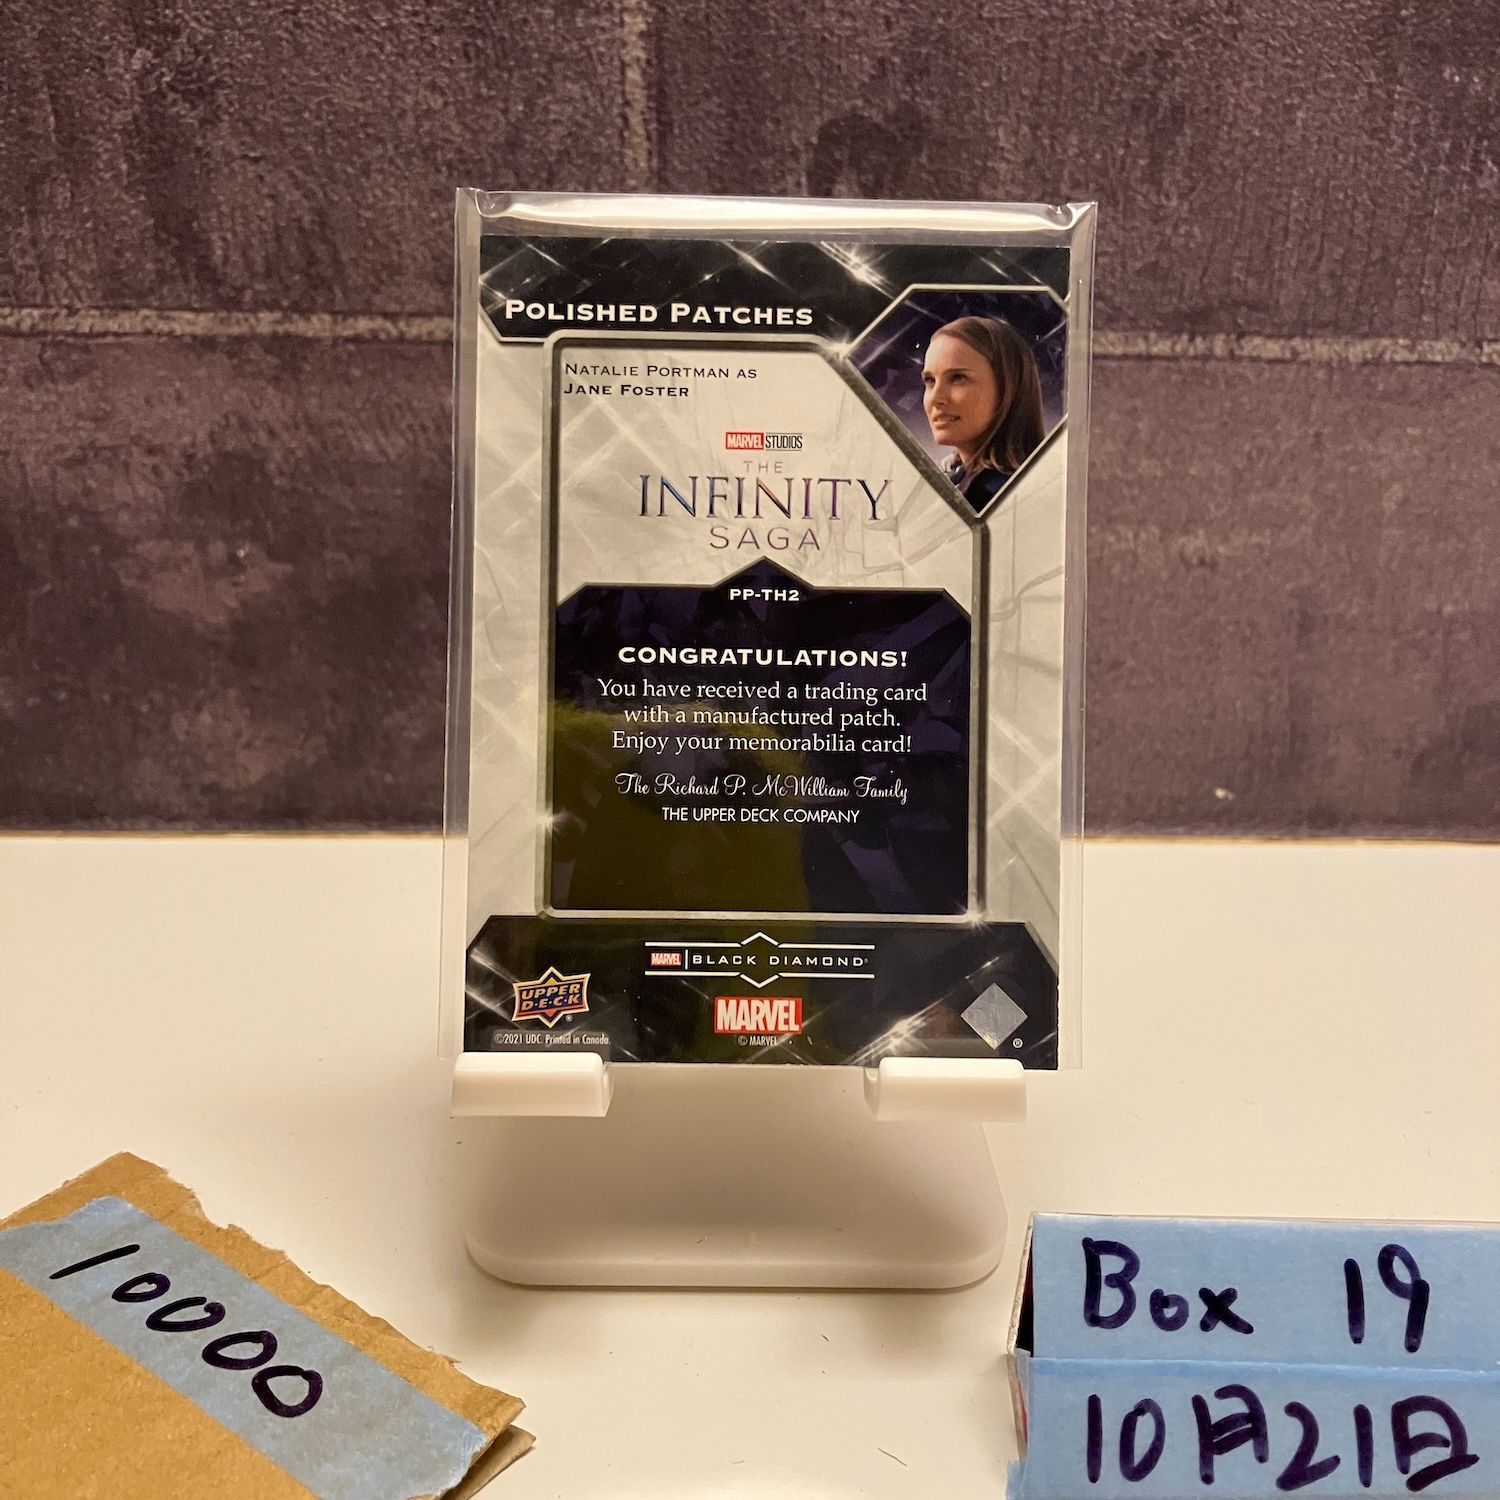 POLISHED PATCHES
NATALIE PORTMAN AS
JANE FOSTER
MARVEL STUDIOS
THE
INFINITY
SAGA
PP-TH2
CONGRATULATIONS!
You have received a trading card
with a manufactured patch.
Enjoy your memorabilia card!
The Richard P. McWilliam Family
THE UPPER DECK COMPANY
MARVEL BLACK DIAMOND®
UPPER
D·E·C·K
®
MARVEL
©2021 UDC. Printed in Canada.
© MARVEL
®
10000
Box 19
10月21日